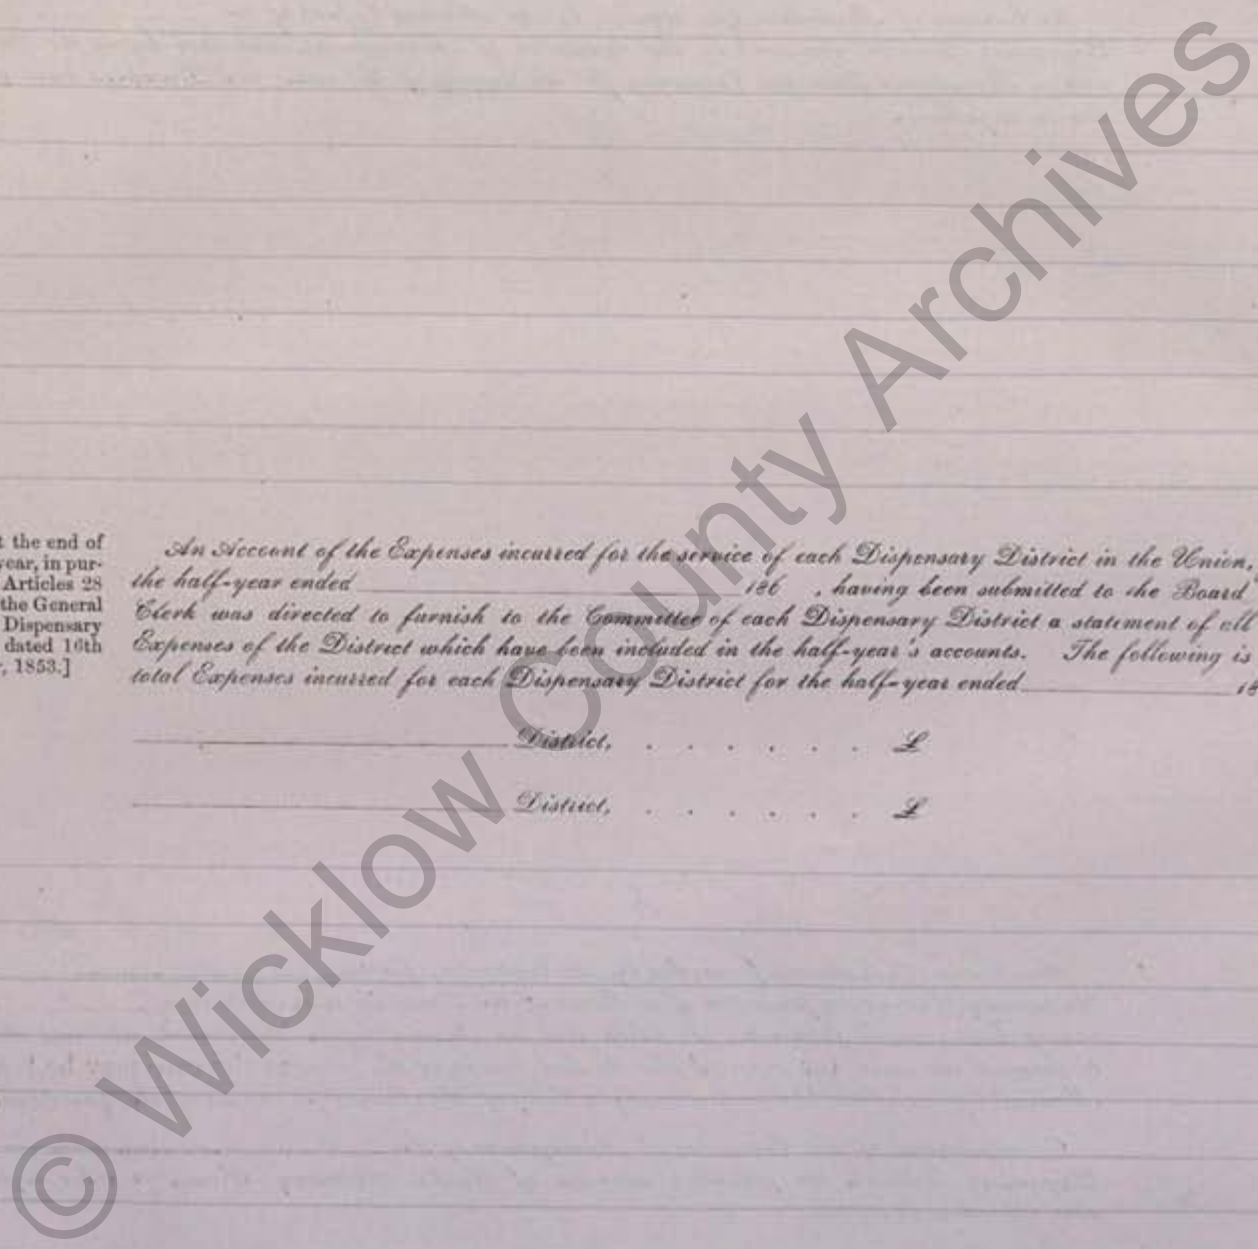 t the end of
year, in pur-
Articles 28
the General
Dispensary
dated 16th
, 1853.]
An Account of the Expenses incurred for the service of each Dispensary District in the Union,
the half-year ended 186 , having been submitted to the Board
Clerk was directed to furnish to the Committee of each Dispensary District a statement of all
Expenses of the District which have been included in the half-year's accounts. The following is
total Expenses incurred for each Dispensary District for the half-year ended 18
District, . . . . . . £
District, . . . . . . £
© Wicklow County Archives